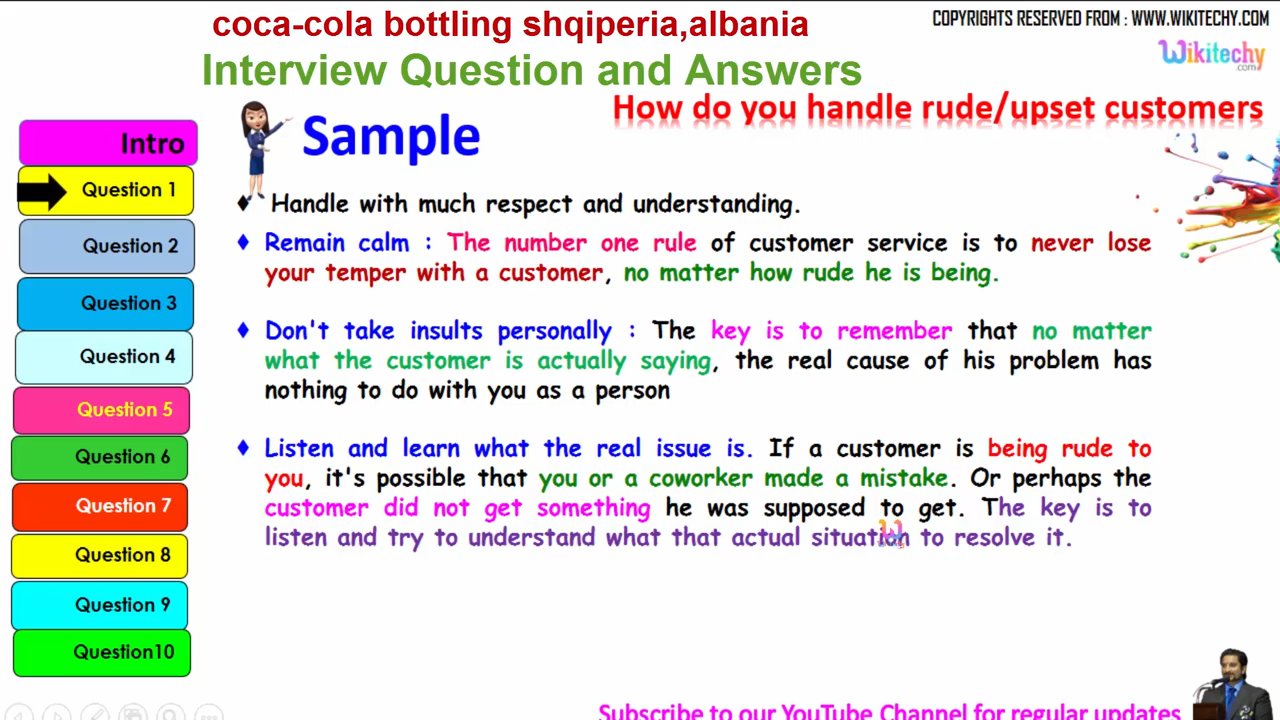 coca-cola bottling shqiperia,albania
COPYRIGHTS RESERVED FROM : WWW.WIKITECHY.COM
Interview Question and Answers
Wikitechy
.com
How do you handle rude/upset customers
Sample
Intro
Question 1
Question 2
Question 3
Question 4
Question 5
Question 6
Question 7
Question 8
Question 9
Question10
Handle with much respect and understanding.
Remain calm : The number one rule of customer service is to never lose
your temper with a customer, no matter how rude he is being.
Don't take insults personally : The key is to remember that no matter
what the customer is actually saying, the real cause of his problem has
nothing to do with you as a person
Listen and learn what the real issue is. If a customer is being rude to
you, it's possible that you or a coworker made a mistake. Or perhaps the
customer did not get something he was supposed to get. The key is to
listen and try to understand what that actual situation to resolve it.
Subscribe to our YouTube Channel for regular updates